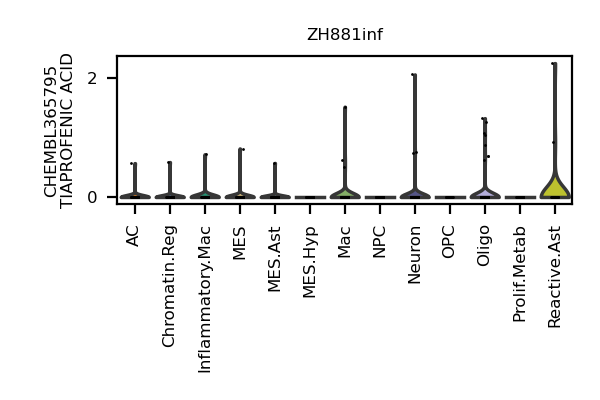 ZH881inf
CHEMBL365795
TIAPROFENIC ACID
2
0
AC
Chromatin.Reg
Inflammatory.Mac
MES
MES.Ast
MES.Hyp
Mac
NPC
Neuron
OPC
Oligo
Prolif.Metab
Reactive.Ast